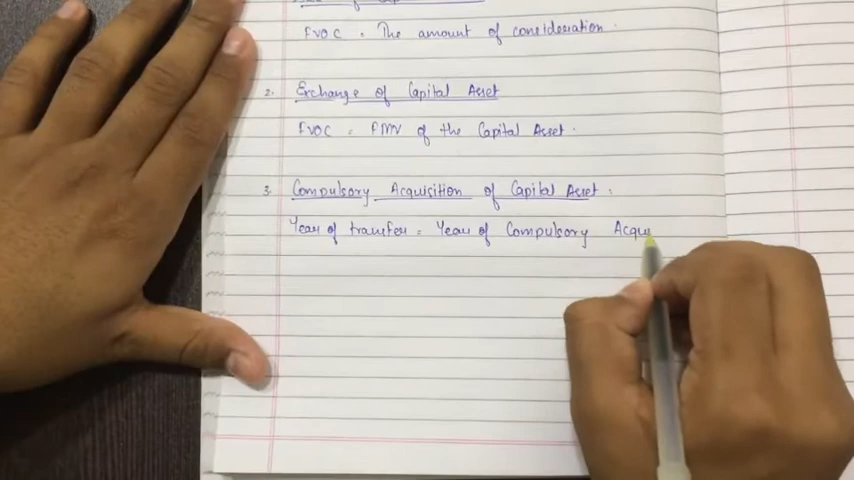 FVOC = The amount of consideration.
2. Exchange of Capital Asset
FVOC = FMV of the Capital Asset.
3. Compulsory Acquisition of Capital Asset:
Year of transfer = Year of Compulsory Acqui